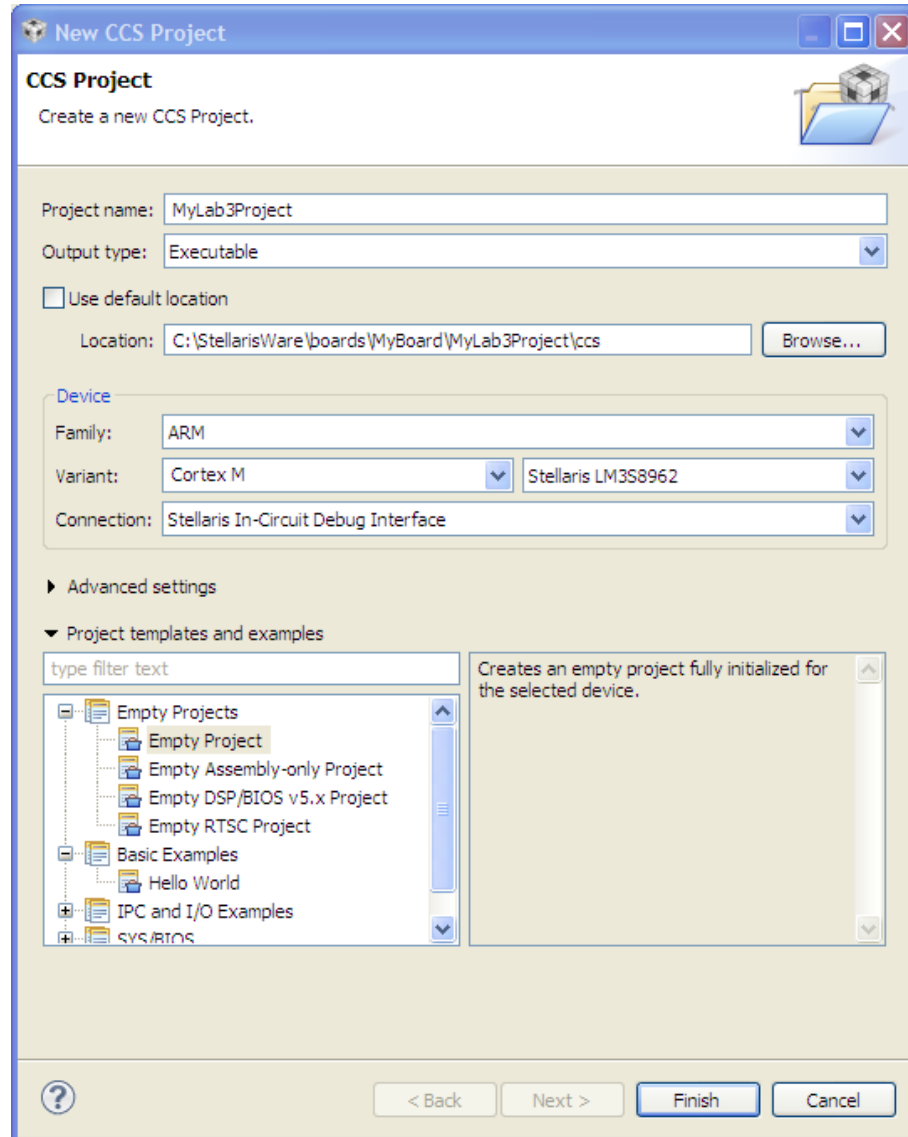 New CCS Project
CCS Project
Create a new CCS Project.
Project name: MyLab3Project
Output type: Executable
Use default location
Location: C:\StellarisWare\boards\MyBoard\MyLab3Project\ccs Browse...
Device
Family: ARM
Variant: Cortex M Stellaris LM3S8962
Connection: Stellaris In-Circuit Debug Interface
Advanced settings
Project templates and examples
type filter text
Creates an empty project fully initialized for
the selected device.
Empty Projects
Empty Project
Empty Assembly-only Project
Empty DSP/BIOS v5.x Project
Empty RTSC Project
Basic Examples
Hello World
IPC and I/O Examples
SYS/BIOS
? < Back Next > Finish Cancel